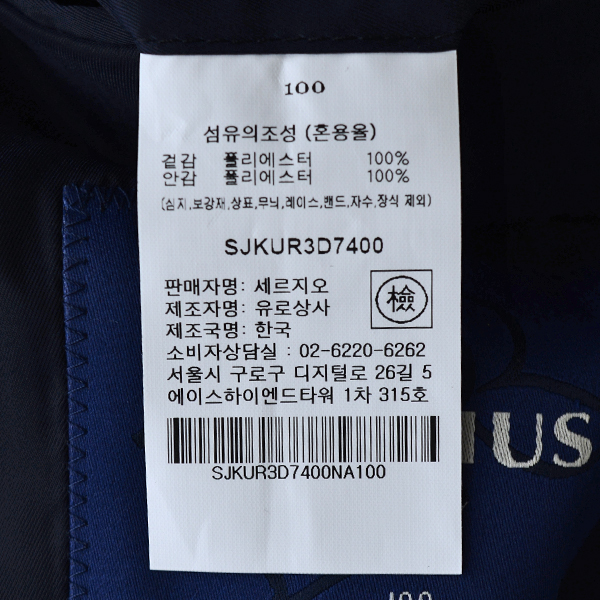 100
섬유의조성 (혼용율)
겉감 폴리에스터 100%
안감 폴리에스터 100%
(심지,보강재,상표,무늬,레이스,밴드,자수,장식 제외)
SJKUR3D7400
판매자명: 세르지오
제조자명: 유로상사
제조국명: 한국
檢
소비자상담실 : 02-6220-6262
서울시 구로구 디지털로 26길 5
에이스하이엔드타워 1차 315호
SJKUR3D7400NA100
IUS
100